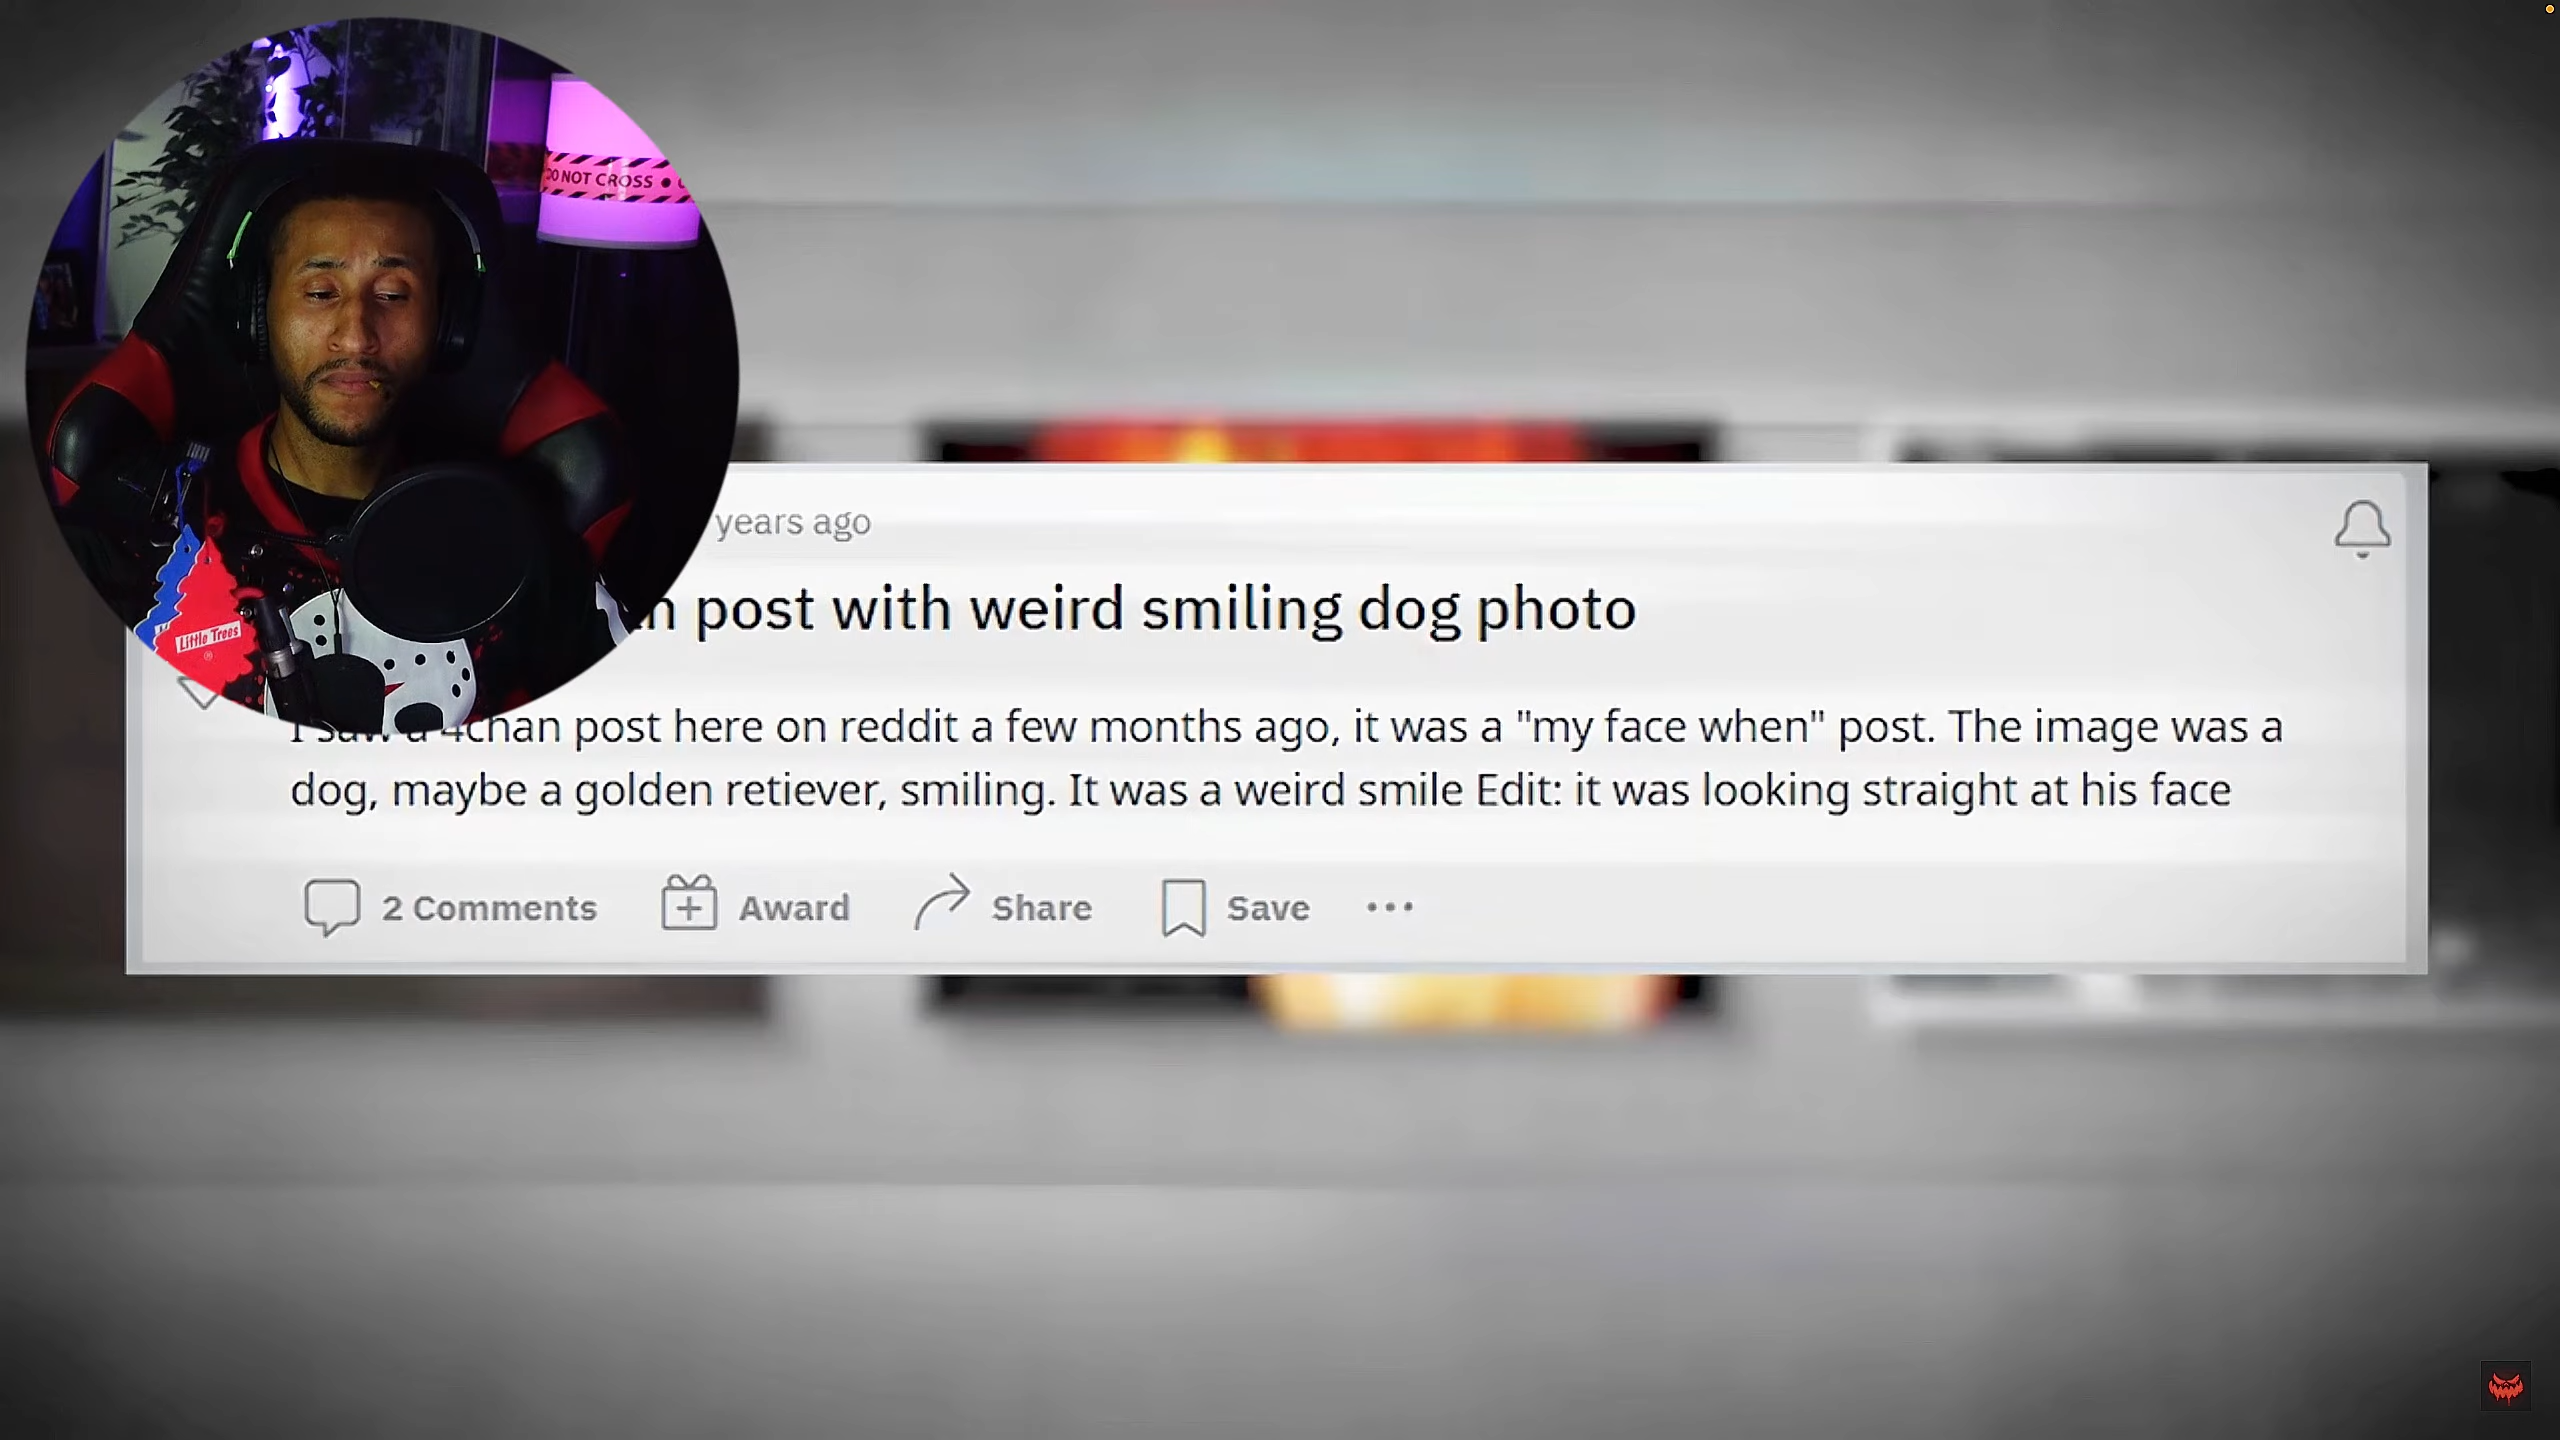 DO NOT CROSS
Little Trees
years ago
post with weird smiling dog photo
I saw a 4chan post here on reddit a few months ago, it was a "my face when" post. The image was a
dog, maybe a golden retiever, smiling. It was a weird smile Edit: it was looking straight at his face
2 Comments Award Share Save